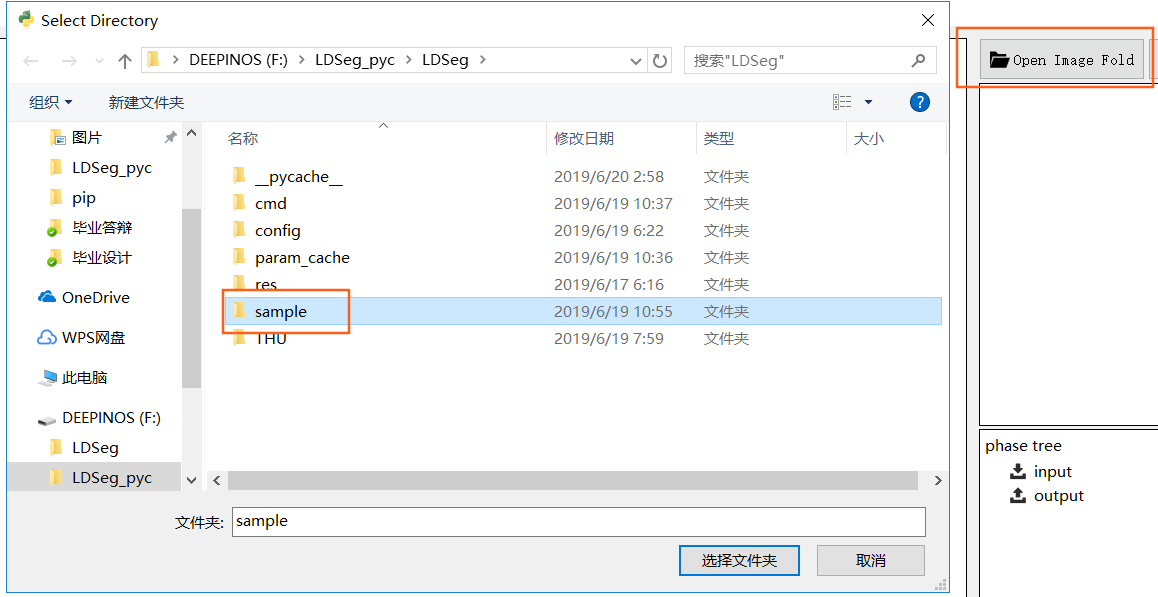 Select Directory
DEEPINOS (F:) LDSeg_pyc LDSeg
搜索"LDSeg"
Open Image Fold
组织 新建文件夹
?
名称 修改日期 类型 大小
图片
LDSeg_pyc
pip
毕业答辩
毕业设计
OneDrive
WPS网盘
此电脑
DEEPINOS (F:)
LDSeg
LDSeg_pyc
__pycache__ 2019/6/20 2:58 文件夹
cmd 2019/6/19 10:37 文件夹
config 2019/6/19 6:22 文件夹
param_cache 2019/6/19 10:36 文件夹
res 2019/6/17 6:16 文件夹
sample 2019/6/19 10:55 文件夹
THU 2019/6/19 7:59 文件夹
文件夹: sample
选择文件夹 取消
phase tree
input
output